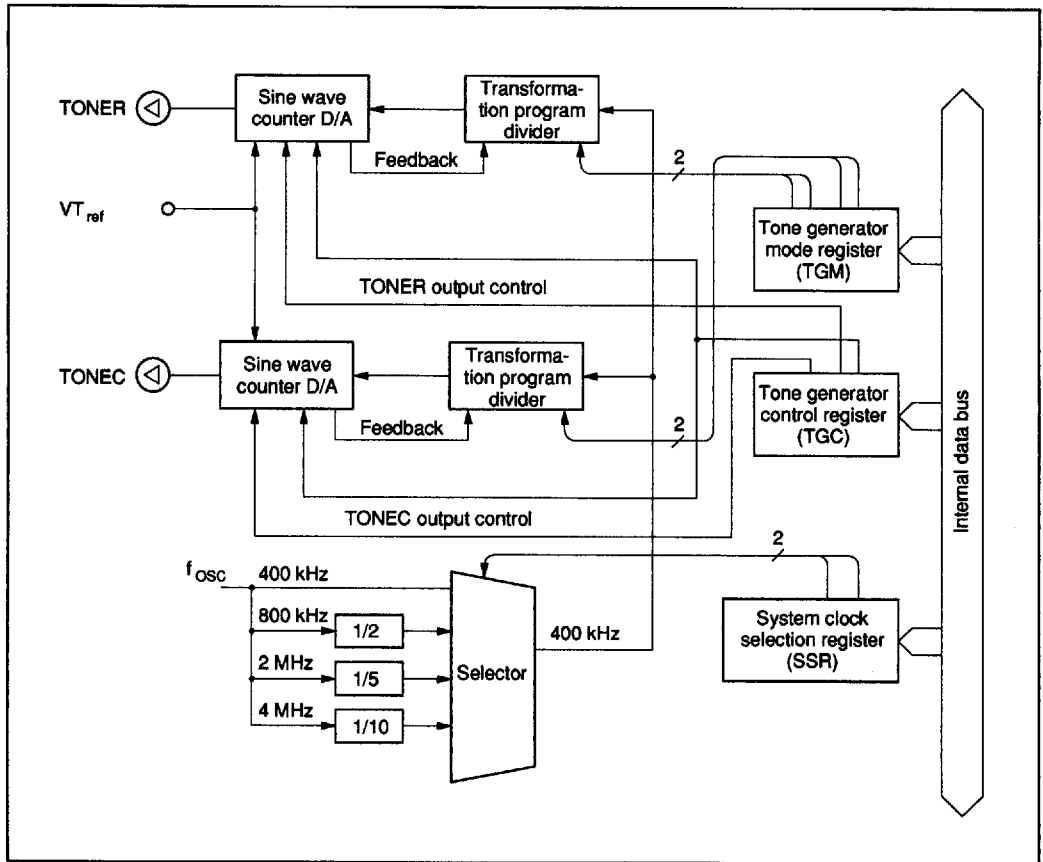 TONER
Sine wave
counter D/A
Transforma-
tion program
divider
Feedback
2
VT ref
Tone generator
mode register
(TGM)
TONER output control
TONEC
Sine wave
counter D/A
Transforma-
tion program
divider
Feedback
2
Tone generator
control register
(TGC)
TONEC output control
Internal data bus
f OSC
400 kHz
800 kHz
1/2
2 MHz
1/5
4 MHz
1/10
Selector
400 kHz
2
System clock
selection register
(SSR)